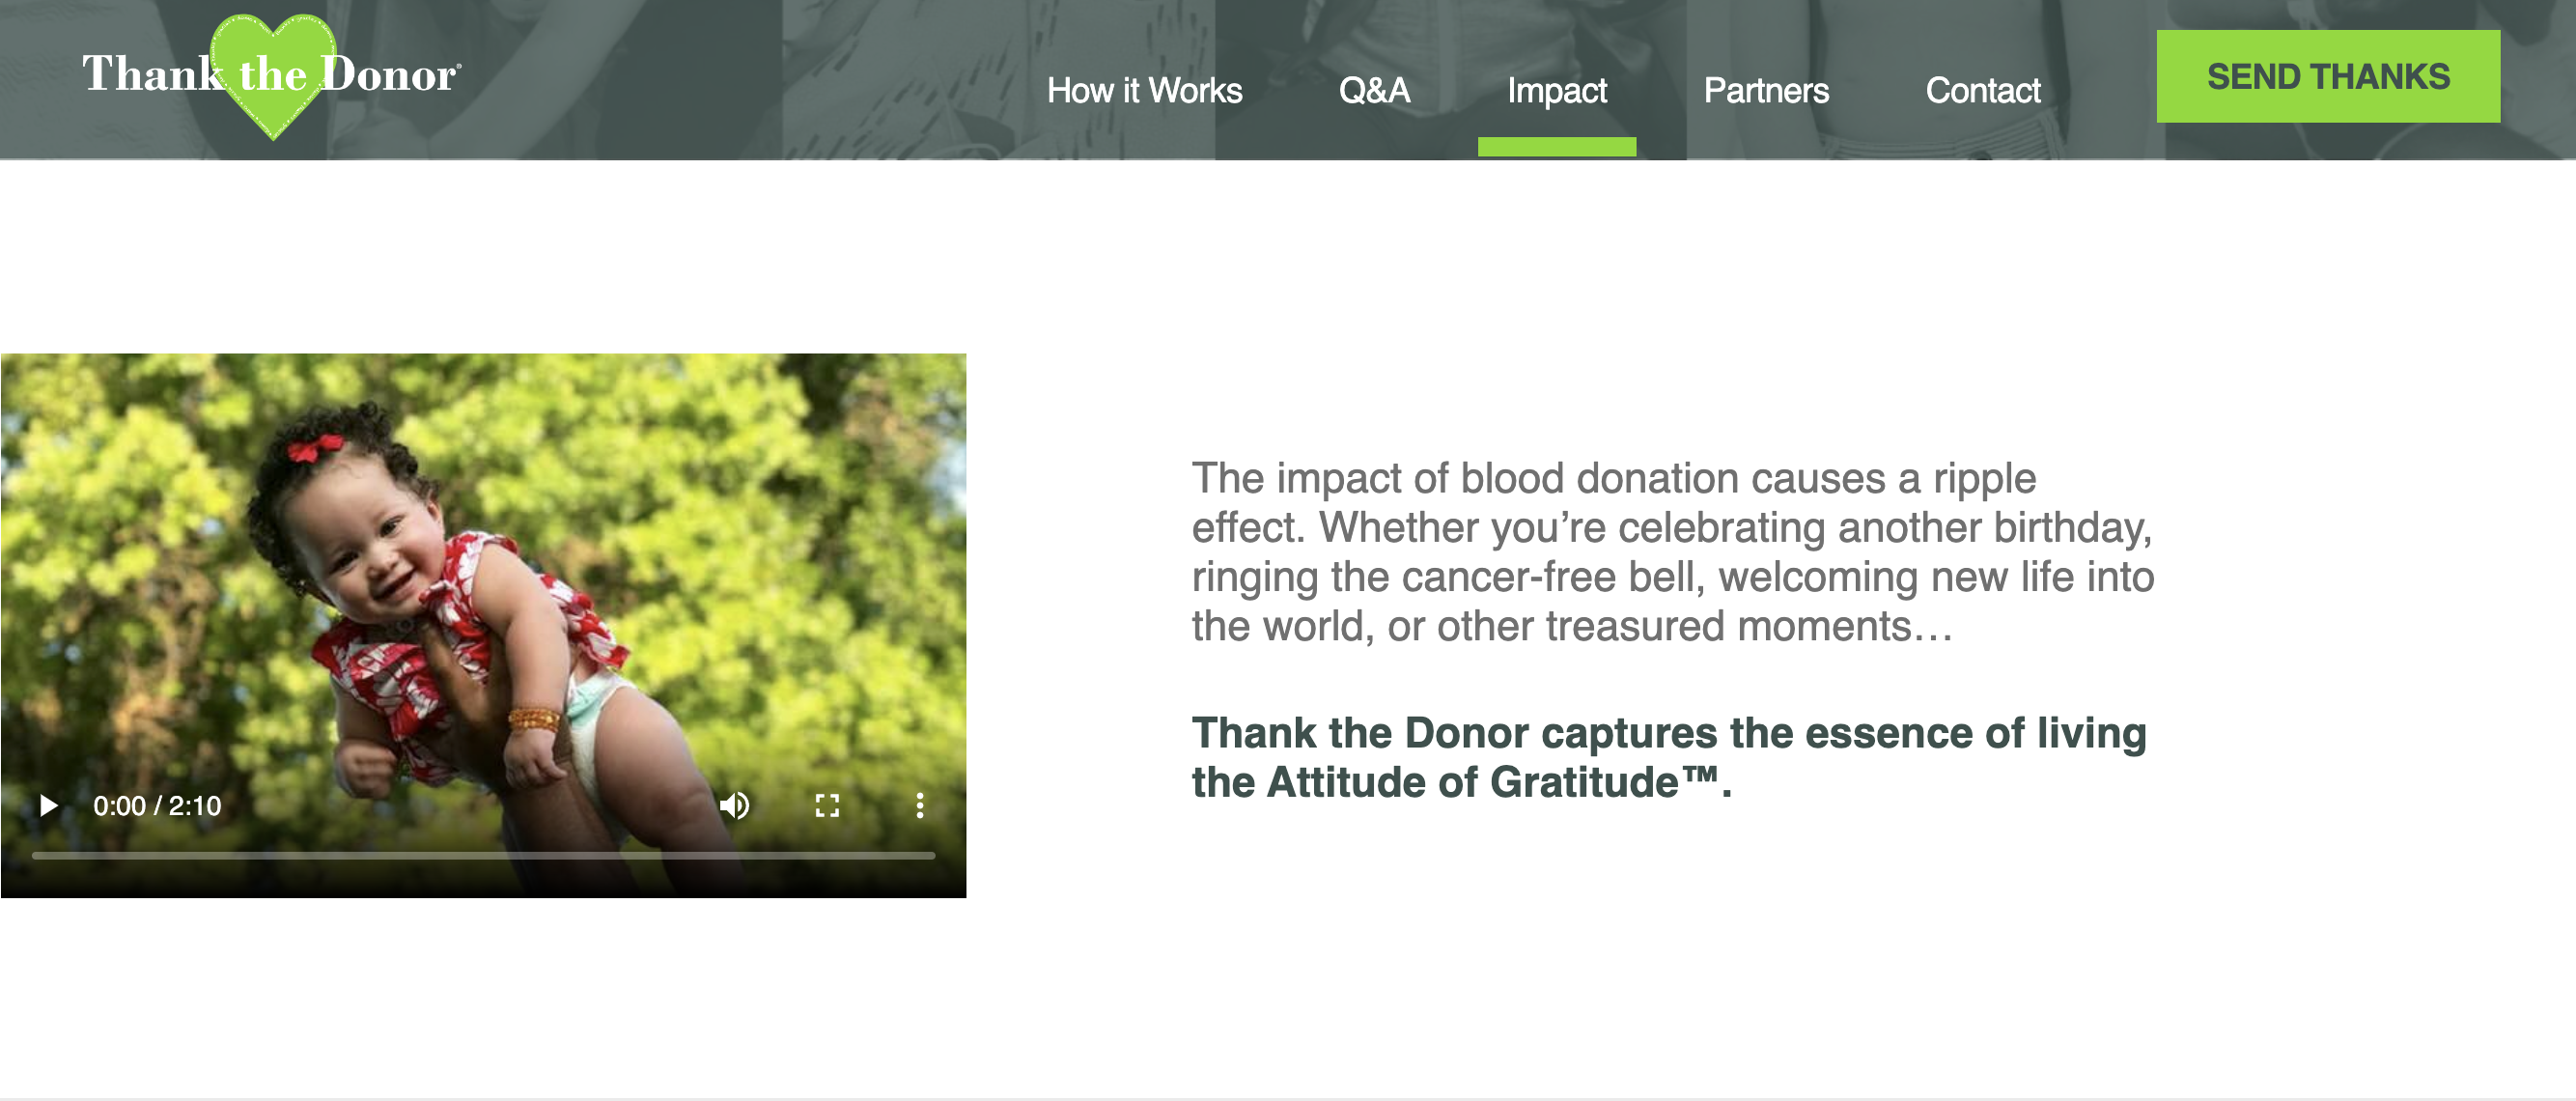 Thank the Donor®
How it Works
Q&A
Impact
Partners
Contact
SEND THANKS
The impact of blood donation causes a ripple
effect. Whether you’re celebrating another birthday,
ringing the cancer-free bell, welcoming new life into
the world, or other treasured moments…
Thank the Donor captures the essence of living
the Attitude of Gratitude™.
0:00 / 2:10